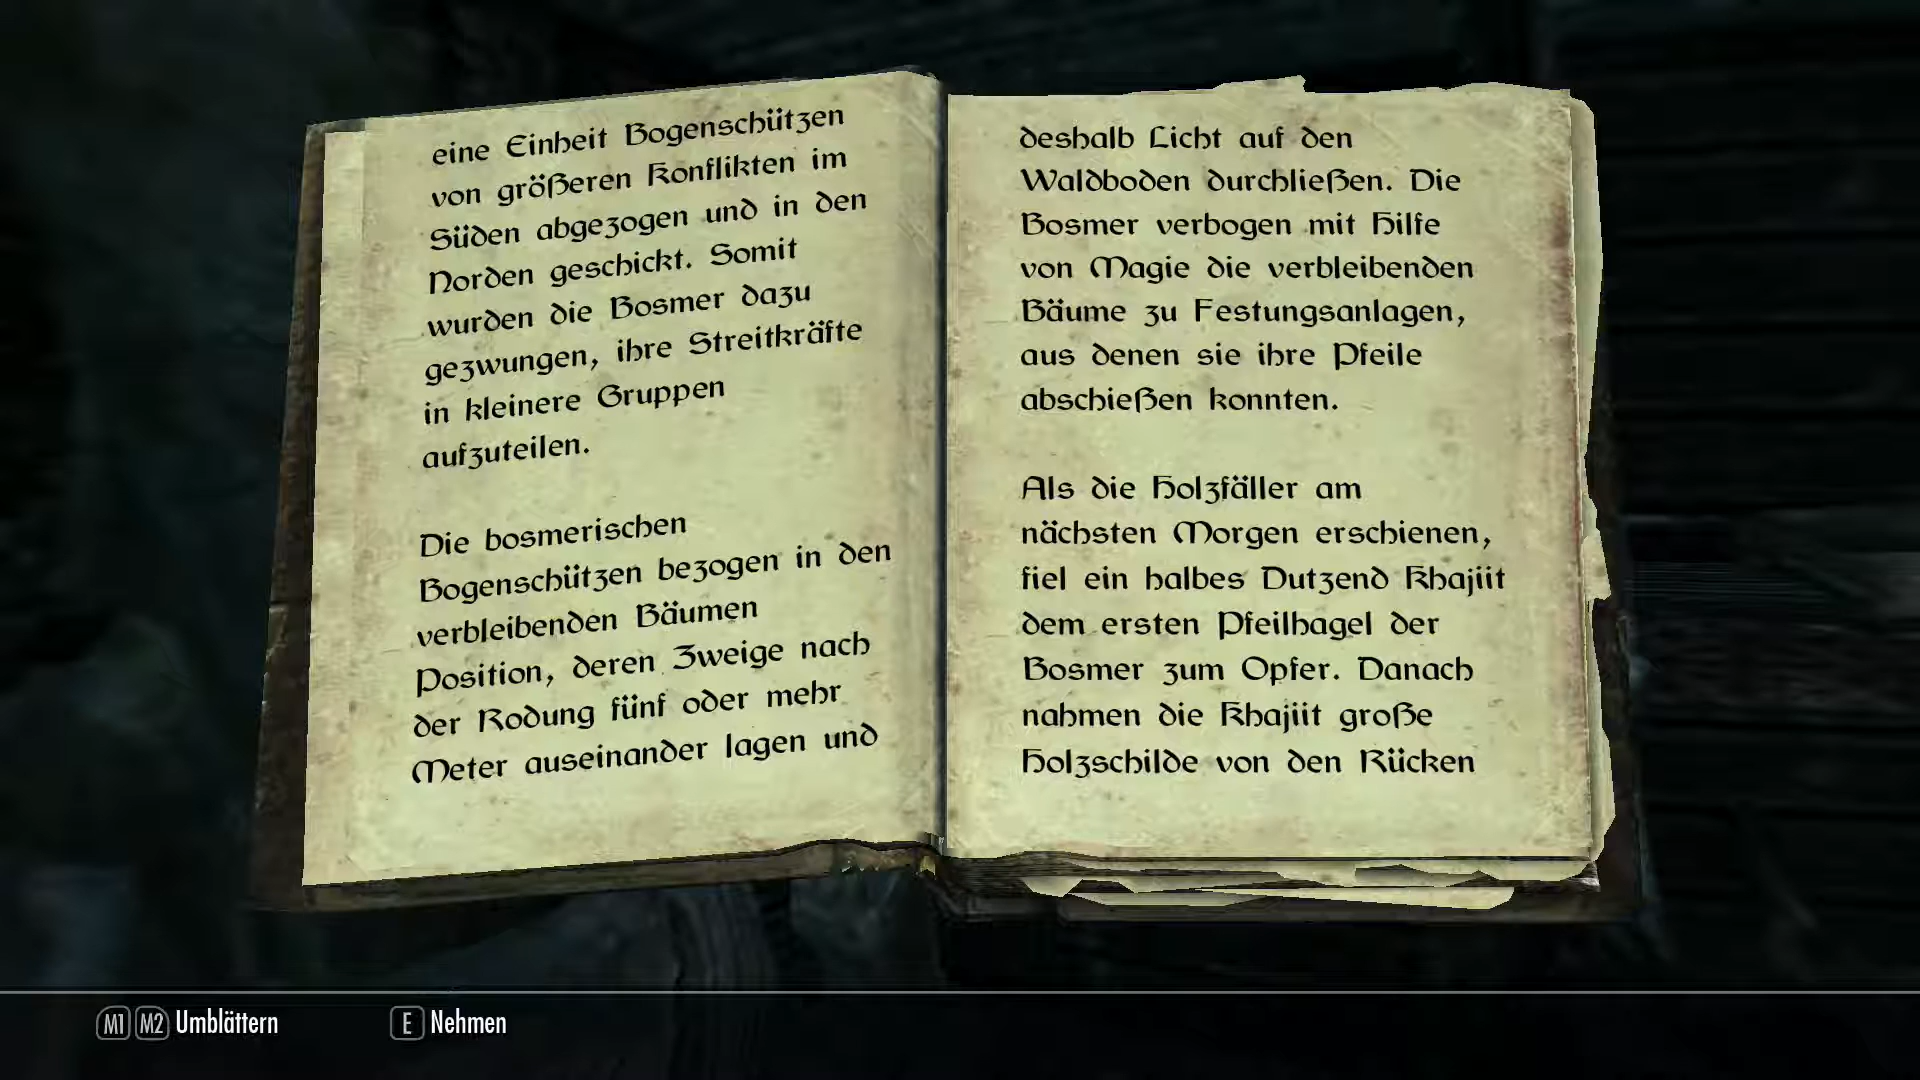 eine Einheit Bogenschützen
von größeren Konflikten im
Süden abgezogen und in den
Norden geschickt. Somit
wurden die Bosmer dazu
gezwungen, ihre Streitkräfte
in kleinere Gruppen
aufzuteilen.
Die bosmerischen
Bogenschützen bezogen in den
verbleibenden Bäumen
Position, deren Zweige nach
der Rodung fünf oder mehr
Meter auseinander lagen und
deshalb Licht auf den
Waldboden durchließen. Die
Bosmer verbogen mit Hilfe
von Magie die verbleibenden
Bäume zu Festungsanlagen,
aus denen sie ihre Pfeile
abschießen konnten.
Als die Holzfäller am
nächsten Morgen erschienen,
fiel ein halbes Dutzend Khajiit
dem ersten Pfeilhagel der
Bosmer zum Opfer. Danach
nahmen die Khajiit große
Holzschilde von den Rücken
M1 M2 Umblättern E Nehmen